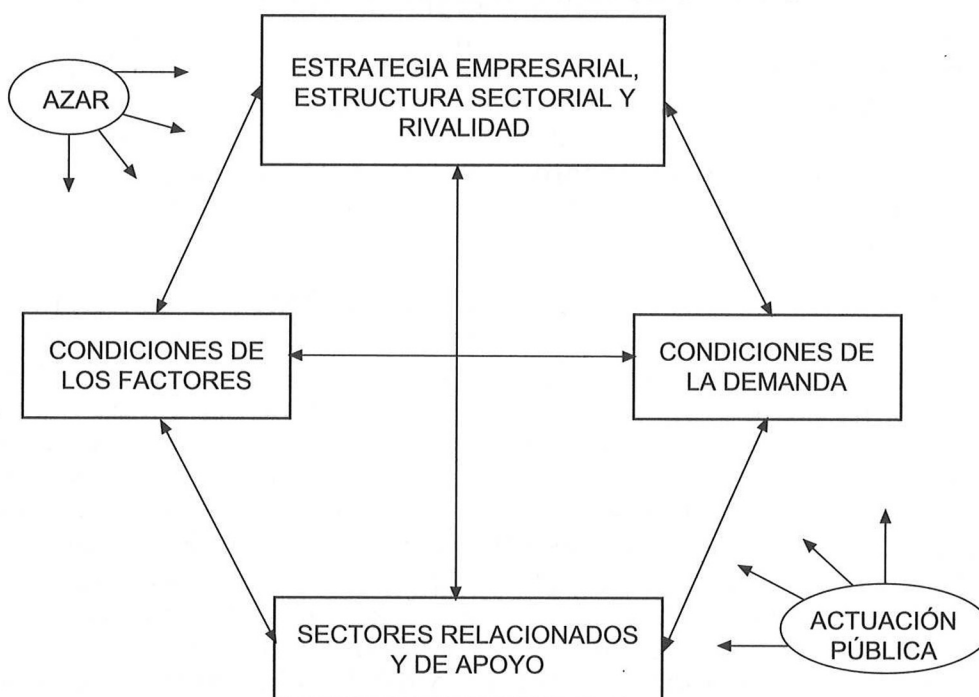 ESTRATEGIA EMPRESARIAL,
ESTRUCTURA SECTORIAL Y
RIVALIDAD
AZAR
CONDICIONES DE
LOS FACTORES
CONDICIONES DE
LA DEMANDA
SECTORES RELACIONADOS
Y DE APOYO
ACTUACIÓN
PÚBLICA